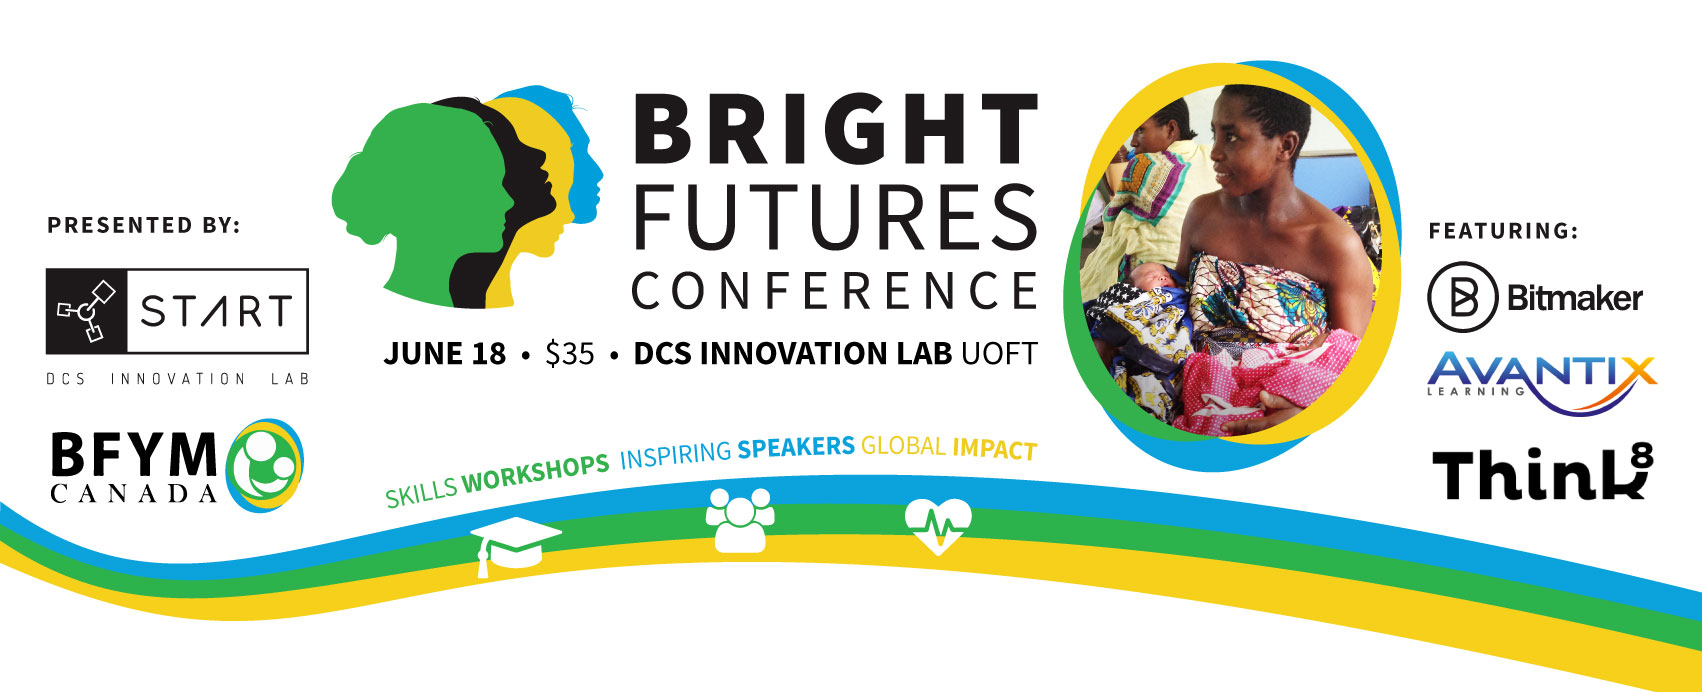 BRIGHT
FUTURES
CONFERENCE
JUNE 18 • $35 • DCS INNOVATION LAB UOFT
PRESENTED BY:
START
DCS INNOVATION LAB
BFYM
CANADA
SKILLS WORKSHOPS INSPIRING SPEAKERS GLOBAL IMPACT
FEATURING:
B Bitmaker
AVANTIX
LEARNING
Think8